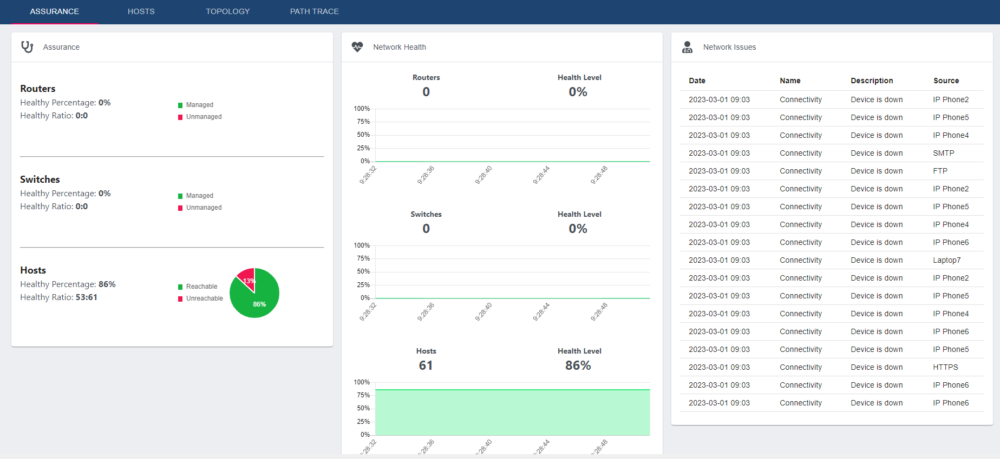 ASSURANCE HOSTS TOPOLOGY PATH TRACE
Assurance
Routers
Healthy Percentage: 0%
Healthy Ratio: 0:0
Managed
Unmanaged
Switches
Healthy Percentage: 0%
Healthy Ratio: 0:0
Managed
Unmanaged
Hosts
Healthy Percentage: 86%
Healthy Ratio: 53:61
Reachable
Unreachable
13%
86%
Network Health
Routers Health Level
0 0%
100%
75%
50%
25%
0%
9:28:32 9:28:36 9:28:40 9:28:44 9:28:48
Switches Health Level
0 0%
100%
75%
50%
25%
0%
9:28:32 9:28:36 9:28:40 9:28:44 9:28:48
Hosts Health Level
61 86%
100%
75%
50%
25%
0%
9:28:32 9:28:36 9:28:40 9:28:44 9:28:48
Network Issues
Date Name Description Source
2023-03-01 09:03 Connectivity Device is down IP Phone2
2023-03-01 09:03 Connectivity Device is down IP Phone5
2023-03-01 09:03 Connectivity Device is down IP Phone4
2023-03-01 09:03 Connectivity Device is down SMTP
2023-03-01 09:03 Connectivity Device is down FTP
2023-03-01 09:03 Connectivity Device is down IP Phone2
2023-03-01 09:03 Connectivity Device is down IP Phone5
2023-03-01 09:03 Connectivity Device is down IP Phone4
2023-03-01 09:03 Connectivity Device is down IP Phone6
2023-03-01 09:03 Connectivity Device is down Laptop7
2023-03-01 09:03 Connectivity Device is down IP Phone2
2023-03-01 09:03 Connectivity Device is down IP Phone5
2023-03-01 09:03 Connectivity Device is down IP Phone4
2023-03-01 09:03 Connectivity Device is down IP Phone6
2023-03-01 09:03 Connectivity Device is down IP Phone5
2023-03-01 09:03 Connectivity Device is down HTTPS
2023-03-01 09:03 Connectivity Device is down IP Phone6
2023-03-01 09:03 Connectivity Device is down IP Phone6